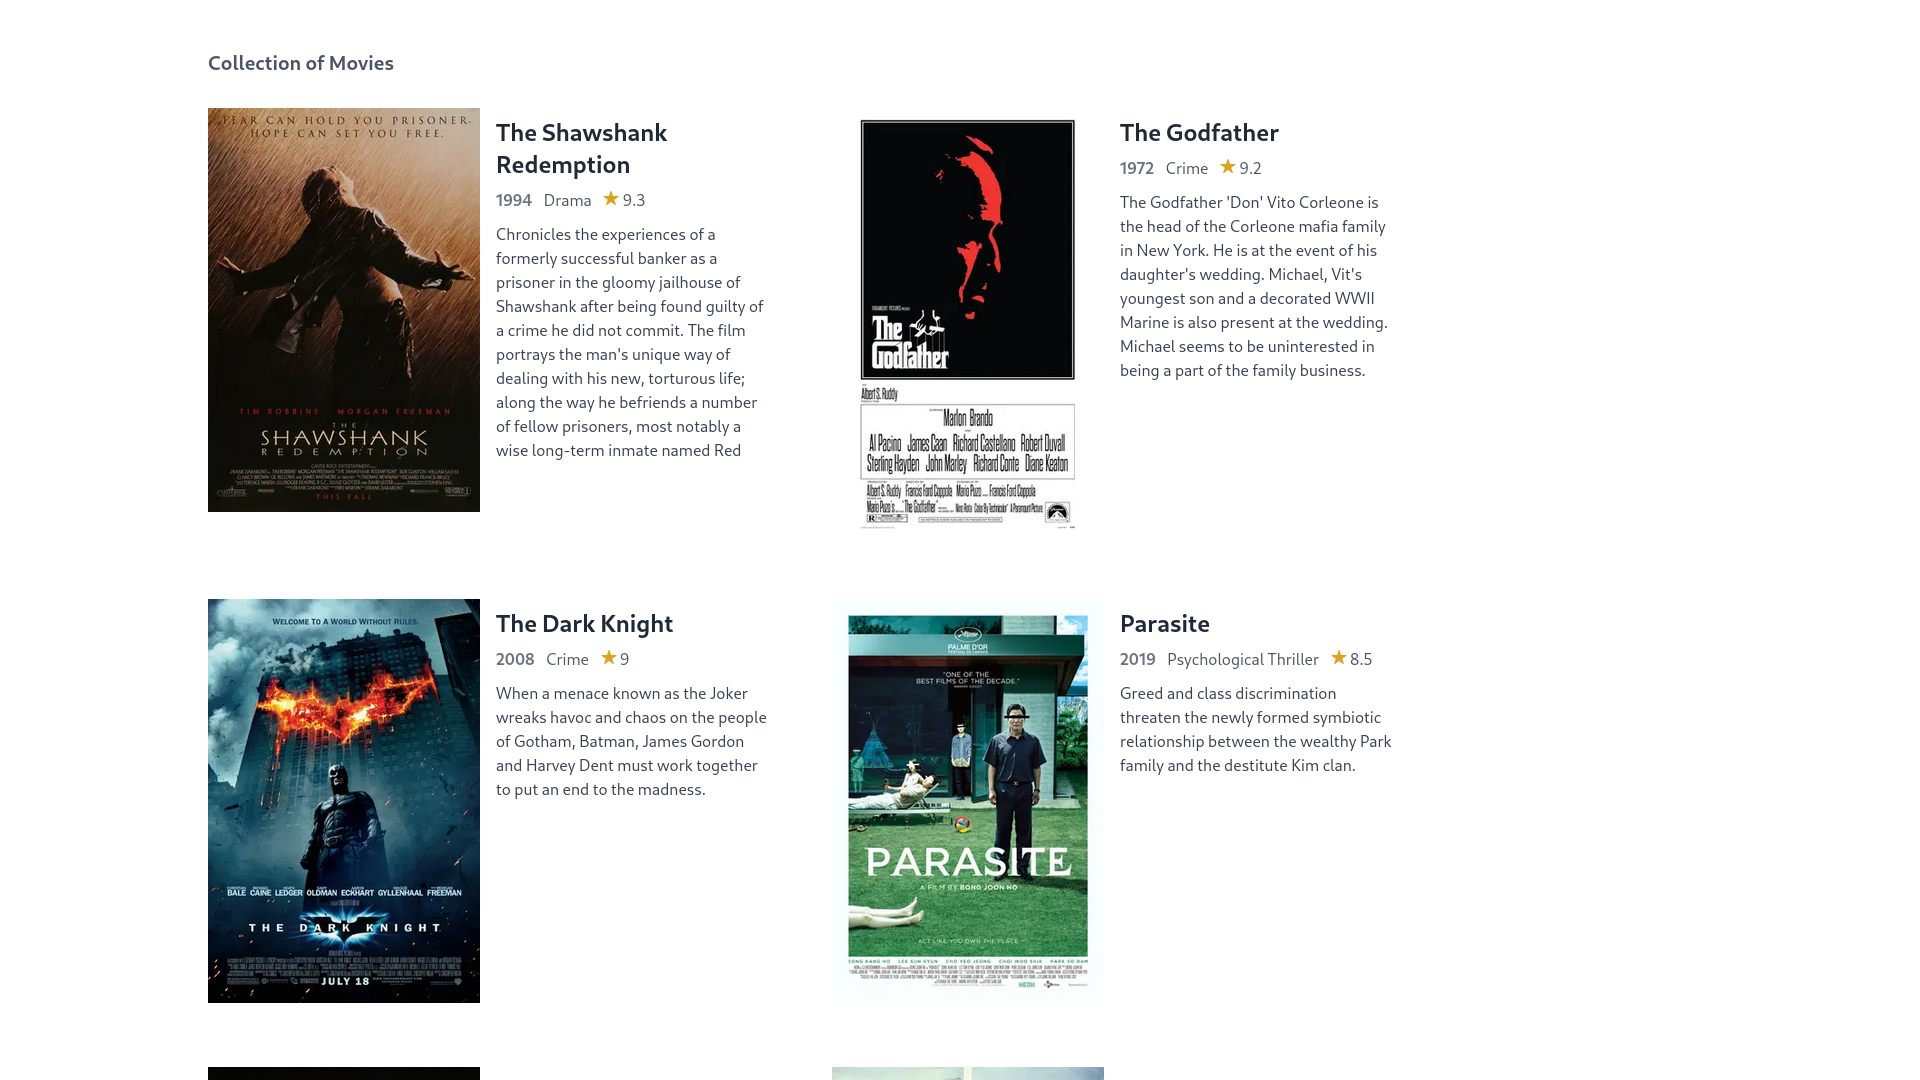 Collection of Movies
FEAR CAN HOLD YOU PRISONER.
HOPE CAN SET YOU FREE.
TIM ROBBINS MORGAN FREEMAN
THE
SHAWSHANK
REDEMPTION
THIS FALL
The Shawshank
Redemption
1994 Drama ★ 9.3
Chronicles the experiences of a
formerly successful banker as a
prisoner in the gloomy jailhouse of
Shawshank after being found guilty of
a crime he did not commit. The film
portrays the man's unique way of
dealing with his new, torturous life;
along the way he befriends a number
of fellow prisoners, most notably a
wise long-term inmate named Red
The
Godfather
Albert S. Ruddy
Marlon Brando
Al Pacino James Caan Richard Castellano Robert Duvall
Sterling Hayden John Marley Richard Conte Diane Keaton
Albert S. Ruddy Francis Ford Coppola Mario Puzo Francis Ford Coppola
Mario Puzo's "The Godfather" Nino Rota Color By Technicolor A Paramount Picture
R
The Godfather
1972 Crime ★ 9.2
The Godfather 'Don' Vito Corleone is
the head of the Corleone mafia family
in New York. He is at the event of his
daughter's wedding. Michael, Vit's
youngest son and a decorated WWII
Marine is also present at the wedding.
Michael seems to be uninterested in
being a part of the family business.
WELCOME TO A WORLD WITHOUT RULES.
BALE CAINE LEDGER OLDMAN ECKHART GYLLENHAAL FREEMAN
THE DARK KNIGHT
JULY 18
The Dark Knight
2008 Crime ★ 9
When a menace known as the Joker
wreaks havoc and chaos on the people
of Gotham, Batman, James Gordon
and Harvey Dent must work together
to put an end to the madness.
PALME D'OR
FESTIVAL DE CANNES
"ONE OF THE
BEST FILMS OF THE DECADE."
PARASITE
A FILM BY BONG JOON HO
ACT LIKE YOU OWN THE PLACE
SONG KANG HO LEE SUN KYUN CHO YEO JEONG CHOI WOO SHIK PARK SO DAM
NEON
Parasite
2019 Psychological Thriller ★ 8.5
Greed and class discrimination
threaten the newly formed symbiotic
relationship between the wealthy Park
family and the destitute Kim clan.